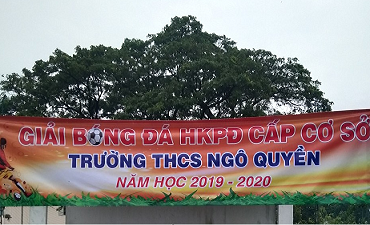 GIẢI BÓNG ĐÁ HKPĐ CẤP CƠ SỞ
TRƯỜNG THCS NGÔ QUYỀN
NĂM HỌC 2019 - 2020